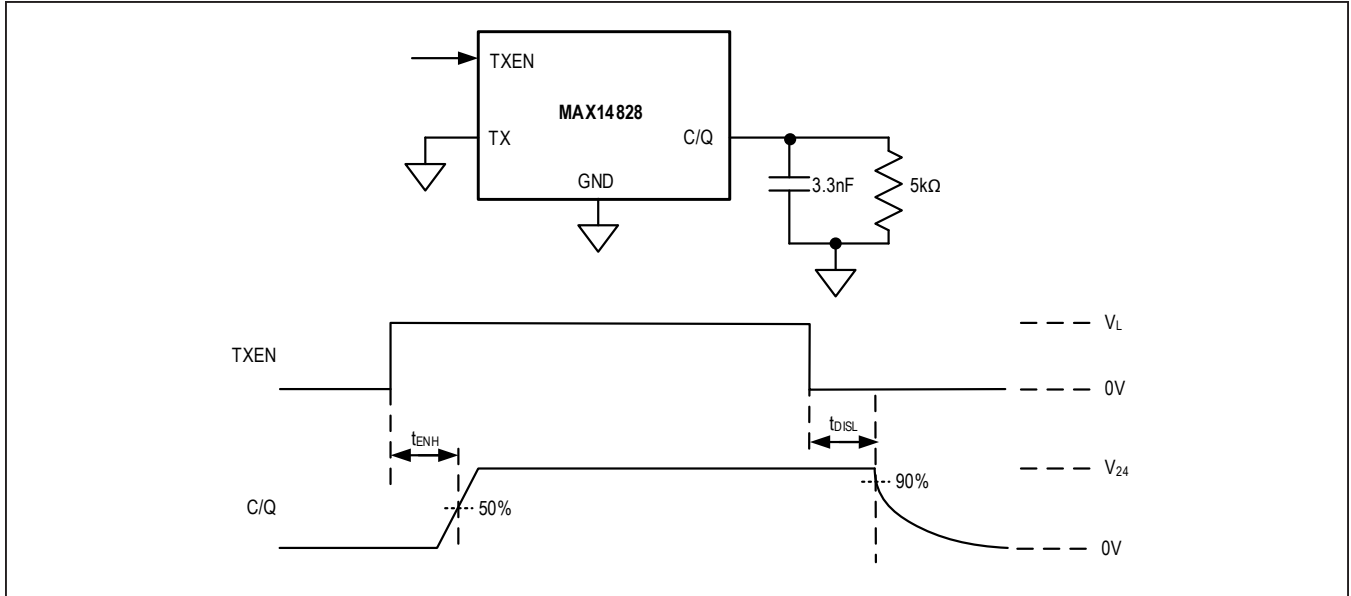 TXEN
MAX14828
TX
C/Q
GND
3.3nF
5kΩ
TXEN
VL
0V
tENH
tDISL
C/Q
50%
90%
V24
0V